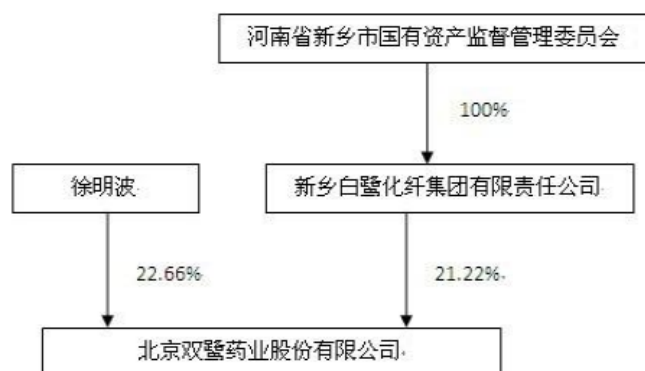 河南省新乡市国有资产监督管理委员会
100%
徐明波
新乡白鹭化纤集团有限责任公司
22.66%
21.22%
北京双鹭药业股份有限公司